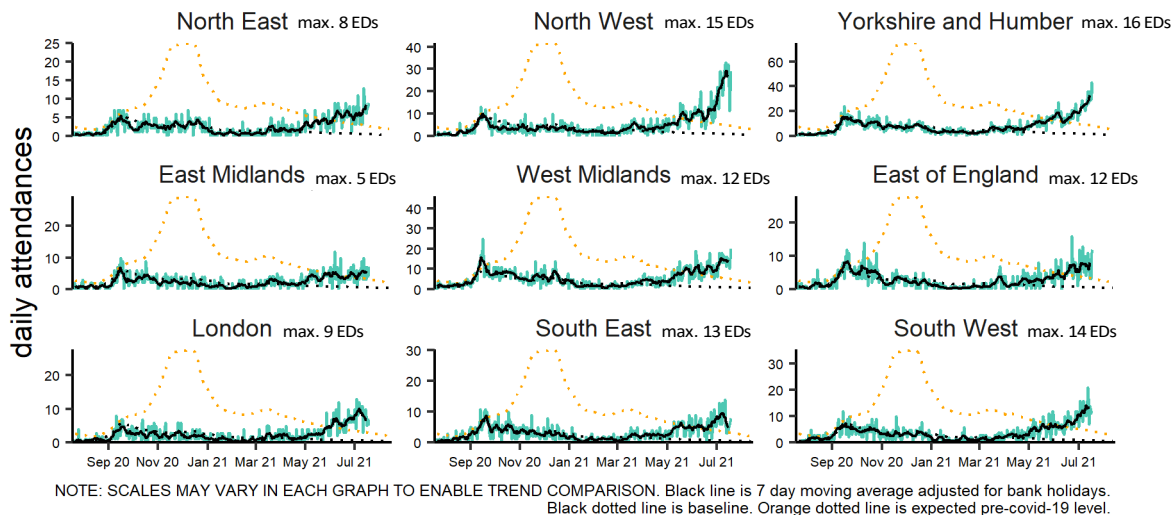 North East max. 8 EDs
North West max. 15 EDs
Yorkshire and Humber max. 16 EDs
25
20
15
10
5
0
40
30
20
10
0
60
40
20
0
daily attendances
East Midlands max. 5 EDs
West Midlands max. 12 EDs
East of England max. 12 EDs
20
10
0
40
30
20
10
0
20
10
0
London max. 9 EDs
South East max. 13 EDs
South West max. 14 EDs
20
10
0
30
20
10
0
30
20
10
0
Sep 20 Nov 20 Jan 21 Mar 21 May 21 Jul 21
Sep 20 Nov 20 Jan 21 Mar 21 May 21 Jul 21
Sep 20 Nov 20 Jan 21 Mar 21 May 21 Jul 21
NOTE: SCALES MAY VARY IN EACH GRAPH TO ENABLE TREND COMPARISON. Black line is 7 day moving average adjusted for bank holidays.
Black dotted line is baseline. Orange dotted line is expected pre-covid-19 level.